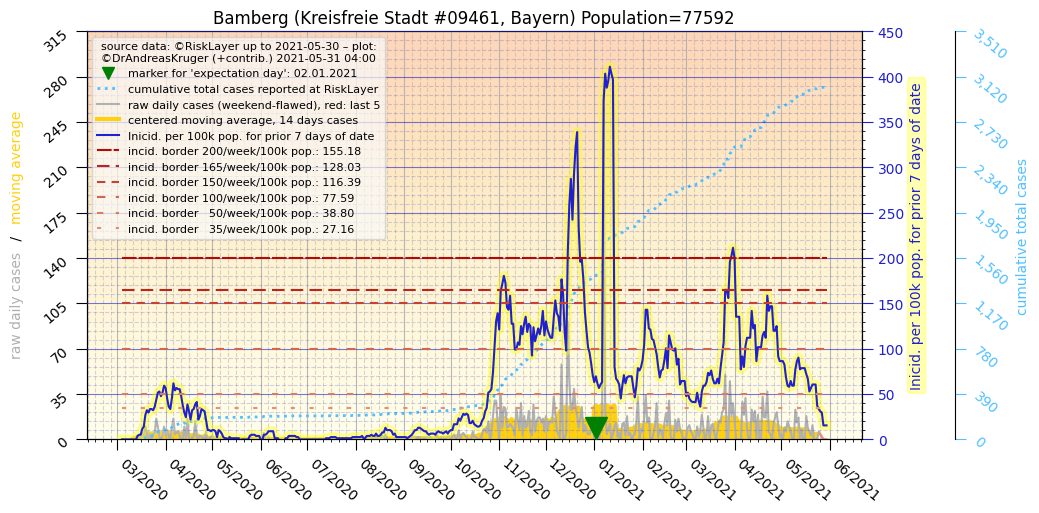 Bamberg (Kreisfreie Stadt #09461, Bayern) Population=77592
source data: ©RiskLayer up to 2021-05-30 – plot:
©DrAndreasKruger (+contrib.) 2021-05-31 04:00
marker for 'expectation day': 02.01.2021
cumulative total cases reported at RiskLayer
raw daily cases (weekend-flawed), red: last 5
centered moving average, 14 days cases
Inicid. per 100k pop. for prior 7 days of date
incid. border 200/week/100k pop.: 155.18
incid. border 165/week/100k pop.: 128.03
incid. border 150/week/100k pop.: 116.39
incid. border 100/week/100k pop.: 77.59
incid. border   50/week/100k pop.: 38.80
incid. border   35/week/100k pop.: 27.16
raw daily cases / moving average
315
280
245
210
175
140
105
70
35
0
03/2020
04/2020
05/2020
06/2020
07/2020
08/2020
09/2020
10/2020
11/2020
12/2020
01/2021
02/2021
03/2021
04/2021
05/2021
06/2021
450
400
350
300
250
200
150
100
50
0
Inicid. per 100k pop. for prior 7 days of date
3,510
3,120
2,730
2,340
1,950
1,560
1,170
780
390
0
cumulative total cases